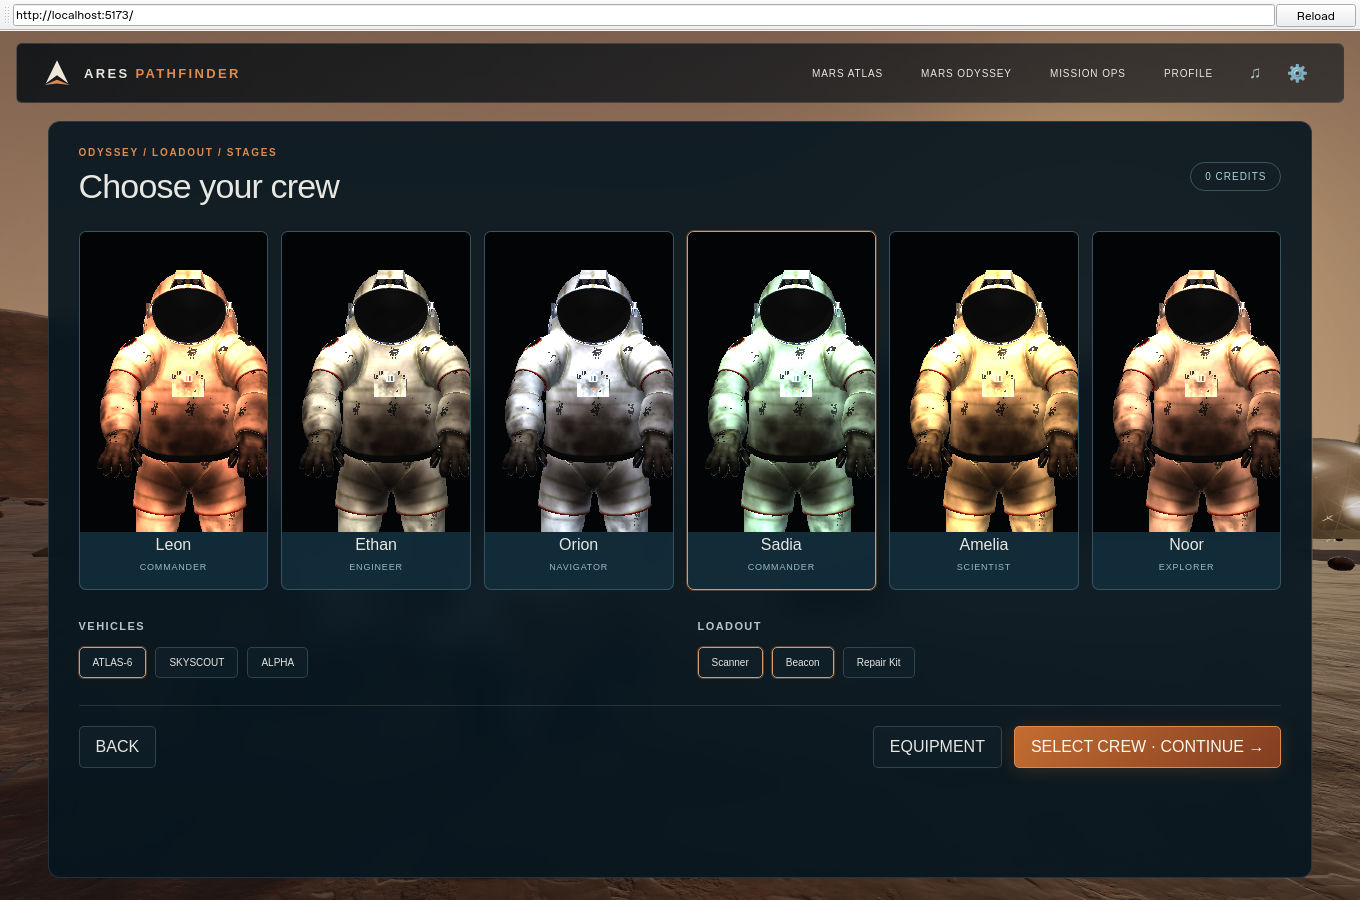 http://localhost:5173/
Reload
ARES PATHFINDER
MARS ATLAS
MARS ODYSSEY
MISSION OPS
PROFILE
ODYSSEY / LOADOUT / STAGES
Choose your crew
0 CREDITS
Leon
COMMANDER
Ethan
ENGINEER
Orion
NAVIGATOR
Sadia
COMMANDER
Amelia
SCIENTIST
Noor
EXPLORER
VEHICLES
ATLAS-6
SKYSCOUT
ALPHA
LOADOUT
Scanner
Beacon
Repair Kit
BACK
EQUIPMENT
SELECT CREW · CONTINUE →